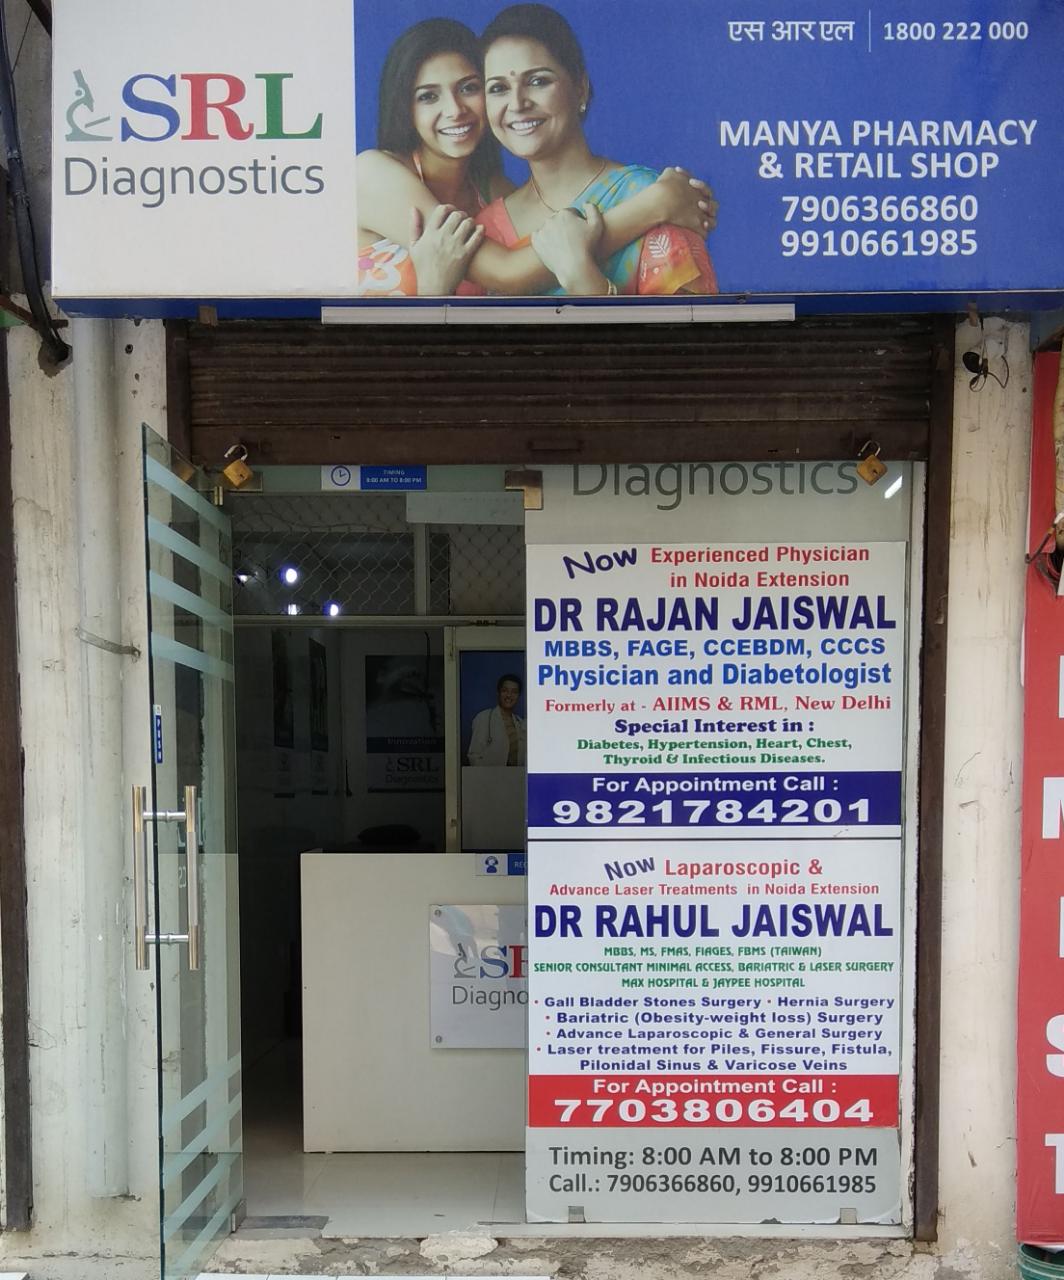 SRL
Diagnostics
एस आर एल
1800 222 000
MANYA PHARMACY
& RETAIL SHOP
7906366860
9910661985
TIMING
8:00 AM TO 8:00 PM
Diagnostics
Now Experienced Physician
in Noida Extension
DR RAJAN JAISWAL
MBBS, FAGE, CCEBDM, CCCS
Physician and Diabetologist
Formerly at - AIIMS & RML, New Delhi
Special Interest in :
Diabetes, Hypertension, Heart, Chest,
Thyroid & Infectious Diseases.
For Appointment Call :
9821784201
Now Laparoscopic &
Advance Laser Treatments in Noida Extension
DR RAHUL JAISWAL
MBBS, MS, FMAS, FIAGES, FBMS (TAIWAN)
SENIOR CONSULTANT MINIMAL ACCESS, BARIATRIC & LASER SURGERY
MAX HOSPITAL & JAYPEE HOSPITAL
• Gall Bladder Stones Surgery • Hernia Surgery
• Bariatric (Obesity-weight loss) Surgery
• Advance Laparoscopic & General Surgery
• Laser treatment for Piles, Fissure, Fistula,
Pilonidal Sinus & Varicose Veins
For Appointment Call :
7703806404
Timing: 8:00 AM to 8:00 PM
Call.: 7906366860, 9910661985
Innovation
SRL
Diagnostics